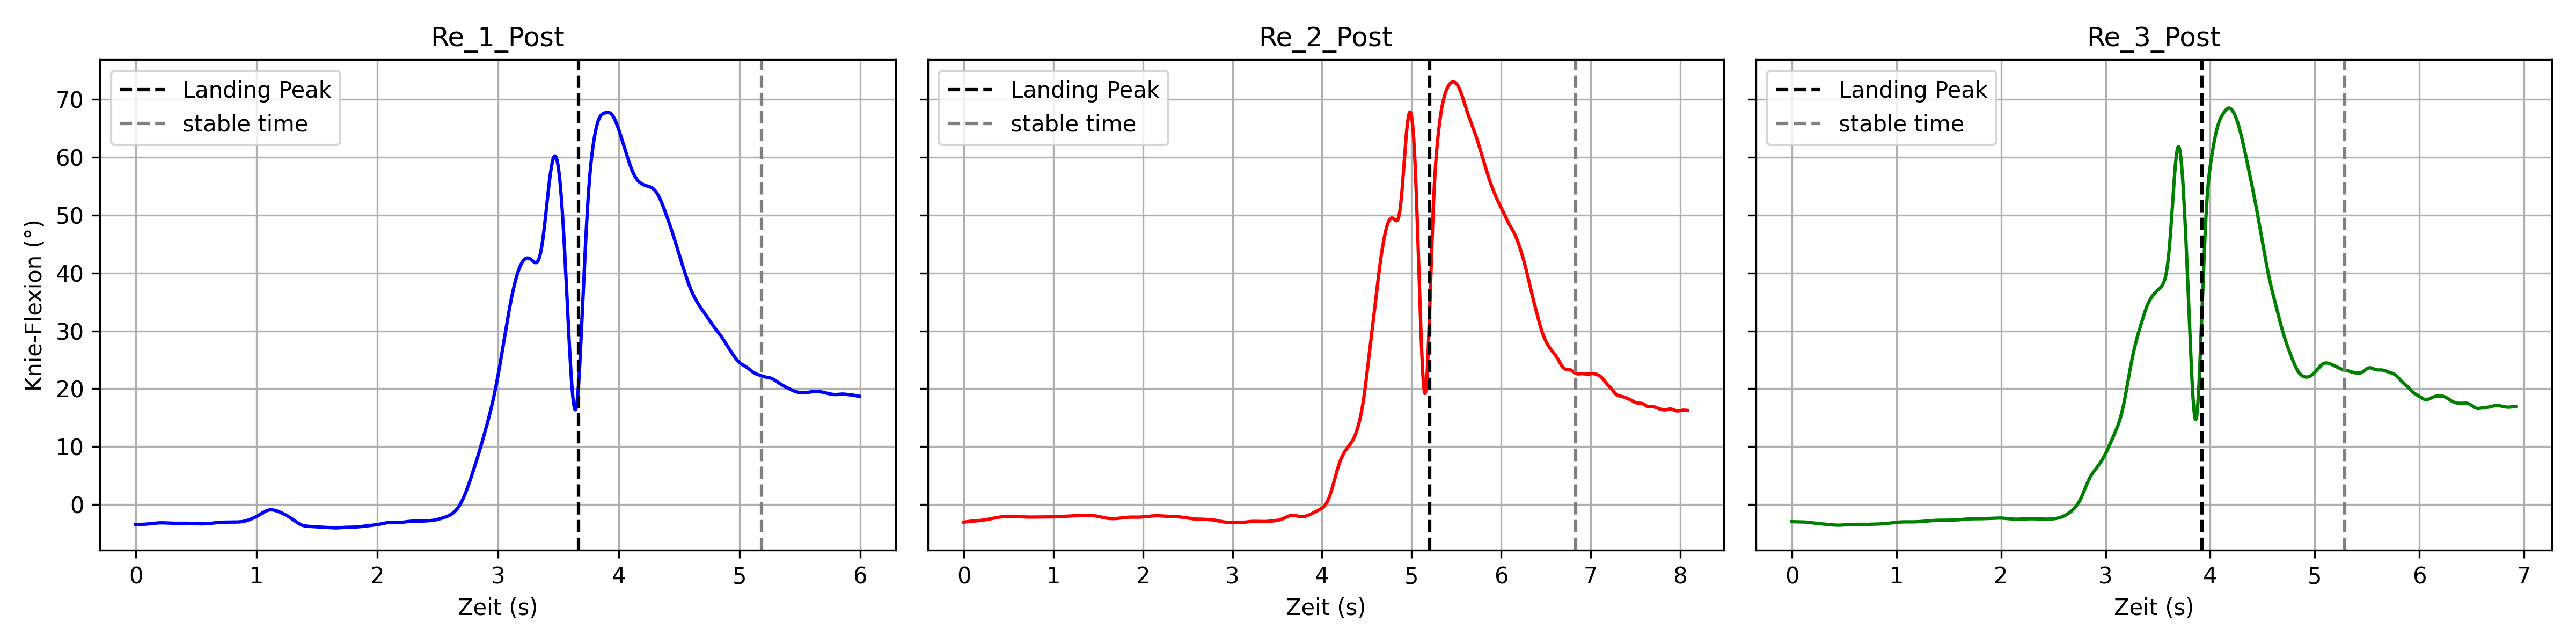 Re_1_Post
Landing Peak
stable time
Knie-Flexion (°)
70
60
50
40
30
20
10
0
0 1 2 3 4 5 6
Zeit (s)
Re_2_Post
Landing Peak
stable time
0 1 2 3 4 5 6 7 8
Zeit (s)
Re_3_Post
Landing Peak
stable time
0 1 2 3 4 5 6 7
Zeit (s)